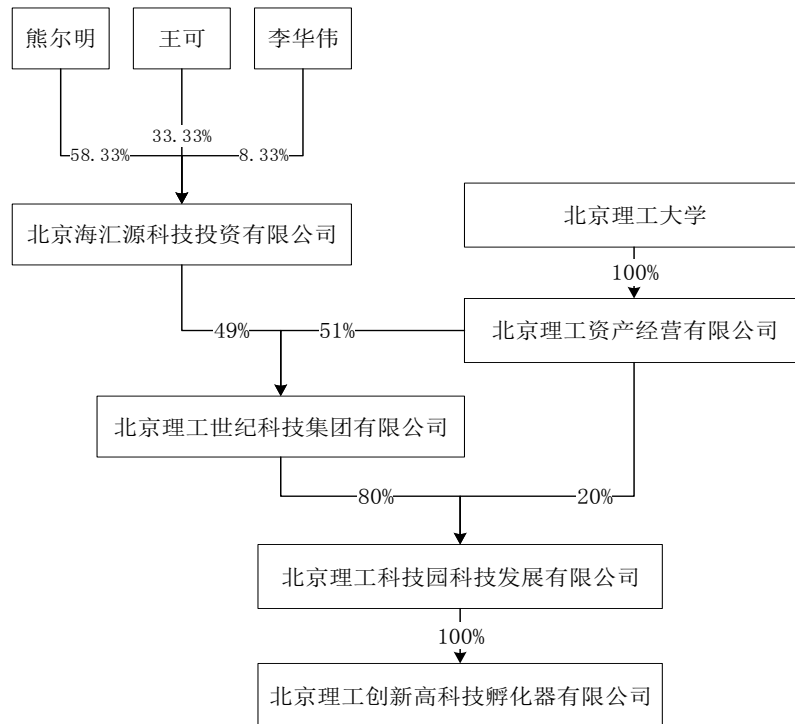 熊尔明
王可
李华伟
58.33%
33.33%
8.33%
北京海汇源科技投资有限公司
北京理工大学
100%
北京理工资产经营有限公司
49%
51%
北京理工世纪科技集团有限公司
80%
20%
北京理工科技园科技发展有限公司
100%
北京理工创新高科技孵化器有限公司